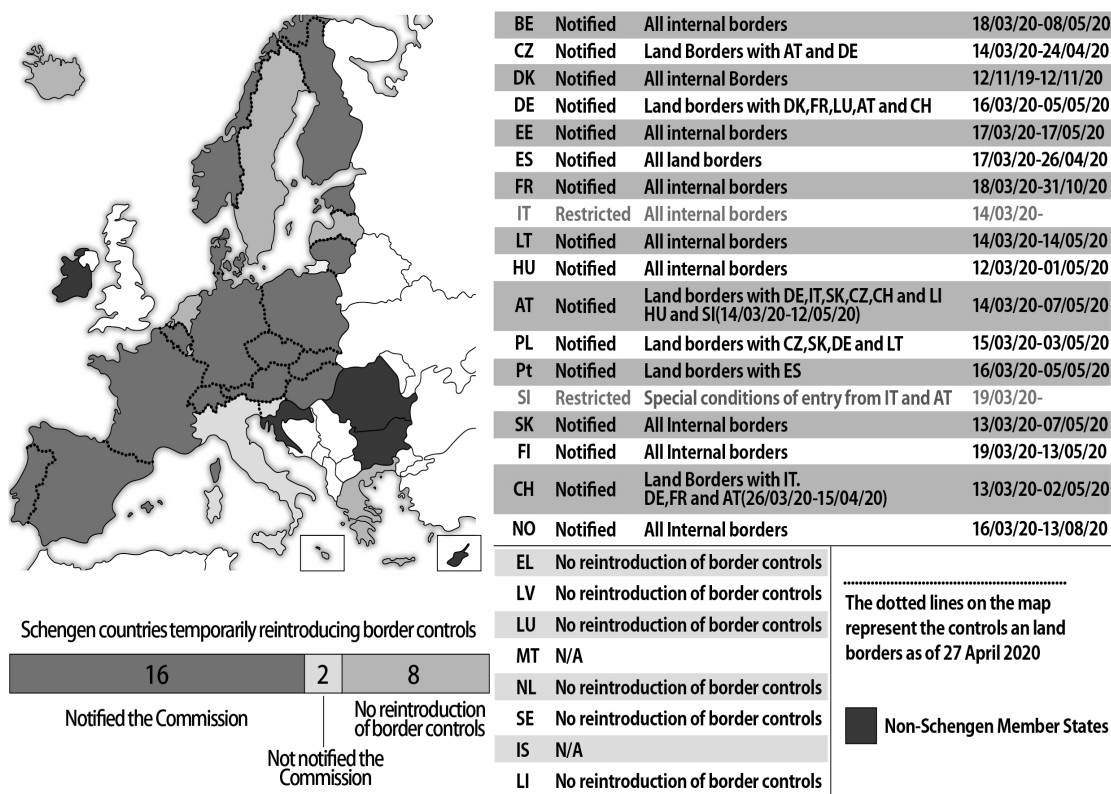 BE Notified All internal borders 18/03/20-08/05/20
CZ Notified Land Borders with AT and DE 14/03/20-24/04/20
DK Notified All internal Borders 12/11/19-12/11/20
DE Notified Land borders with DK,FR,LU,AT and CH 16/03/20-05/05/20
EE Notified All internal borders 17/03/20-17/05/20
ES Notified All land borders 17/03/20-26/04/20
FR Notified All internal borders 18/03/20-31/10/20
IT Restricted All internal borders 14/03/20-
LT Notified All internal borders 14/03/20-14/05/20
HU Notified All internal borders 12/03/20-01/05/20
AT Notified Land borders with DE,IT,SK,CZ,CH and LI
HU and SI(14/03/20-12/05/20) 14/03/20-07/05/20
PL Notified Land borders with CZ,SK,DE and LT 15/03/20-03/05/20
Pt Notified Land borders with ES 16/03/20-05/05/20
SI Restricted Special conditions of entry from IT and AT 19/03/20-
SK Notified All Internal borders 13/03/20-07/05/20
FI Notified All Internal borders 19/03/20-13/05/20
CH Notified Land Borders with IT.
DE,FR and AT(26/03/20-15/04/20) 13/03/20-02/05/20
NO Notified All Internal borders 16/03/20-13/08/20
EL No reintroduction of border controls
LV No reintroduction of border controls
LU No reintroduction of border controls
MT N/A
NL No reintroduction of border controls
SE No reintroduction of border controls
IS N/A
LI No reintroduction of border controls
The dotted lines on the map
represent the controls an land
borders as of 27 April 2020
Non-Schengen Member States
Schengen countries temporarily reintroducing border controls
16 2 8
Notified the Commission
Not notified the
Commission
No reintroduction
of border controls